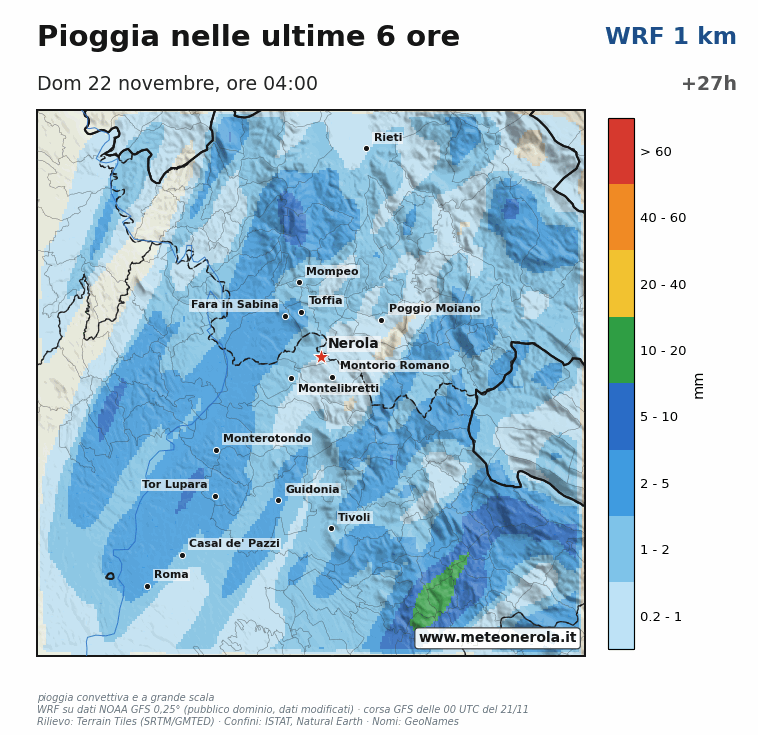 Pioggia nelle ultime 6 ore
WRF 1 km
Dom 22 novembre, ore 04:00
+27h
Rieti
Mompeo
Fara in Sabina
Toffia
Poggio Moiano
Nerola
Montorio Romano
Montelibretti
Monterotondo
Tor Lupara
Guidonia
Tivoli
Casal de' Pazzi
Roma
www.meteonerola.it
> 60
40 - 60
20 - 40
10 - 20
5 - 10
2 - 5
1 - 2
0.2 - 1
mm
pioggia convettiva e a grande scala
WRF su dati NOAA GFS 0,25° (pubblico dominio, dati modificati) · corsa GFS delle 00 UTC del 21/11
Rilievo: Terrain Tiles (SRTM/GMTED) · Confini: ISTAT, Natural Earth · Nomi: GeoNames